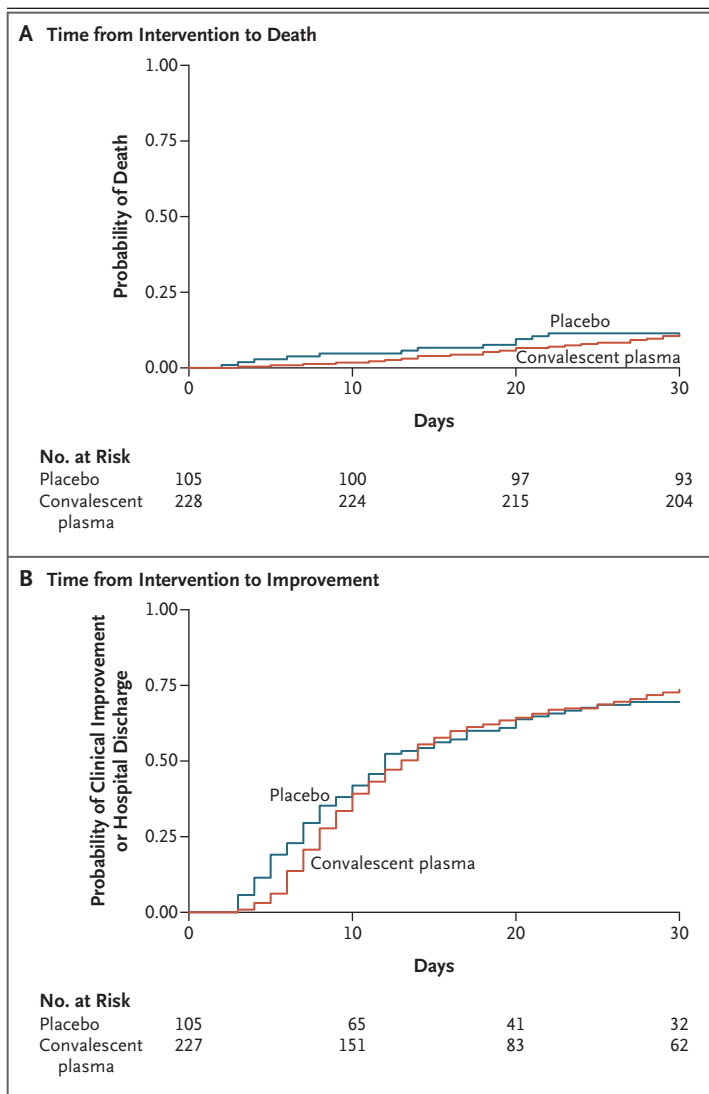 A Time from Intervention to Death
1.00
0.75
0.50
0.25
0.00
Probability of Death
Placebo
Convalescent plasma
0 10 20 30
Days
No. at Risk
Placebo 105 100 97 93
Convalescent 228 224 215 204
plasma
B Time from Intervention to Improvement
1.00
0.75
0.50
0.25
0.00
Probability of Clinical Improvement
or Hospital Discharge
Placebo
Convalescent plasma
0 10 20 30
Days
No. at Risk
Placebo 105 65 41 32
Convalescent 227 151 83 62
plasma